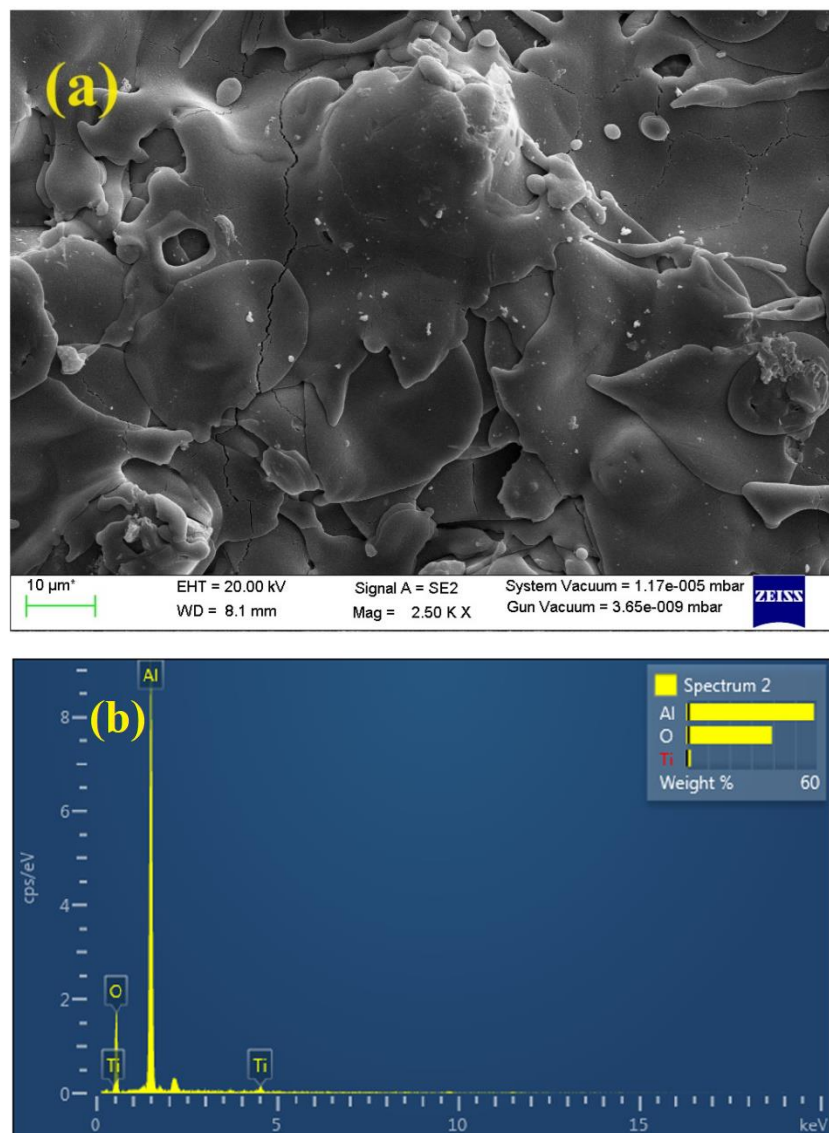 (a)
10 µm*
EHT = 20.00 kV
Signal A = SE2
System Vacuum = 1.17e-005 mbar
ZEISS
WD = 8.1 mm
Mag = 2.50 K X
Gun Vacuum = 3.65e-009 mbar
(b)
Al
Spectrum 2
Al
O
Ti
Weight % 60
8
6
cps/eV
4
2
O
Ti
Ti
0
0 5 10 15 keV